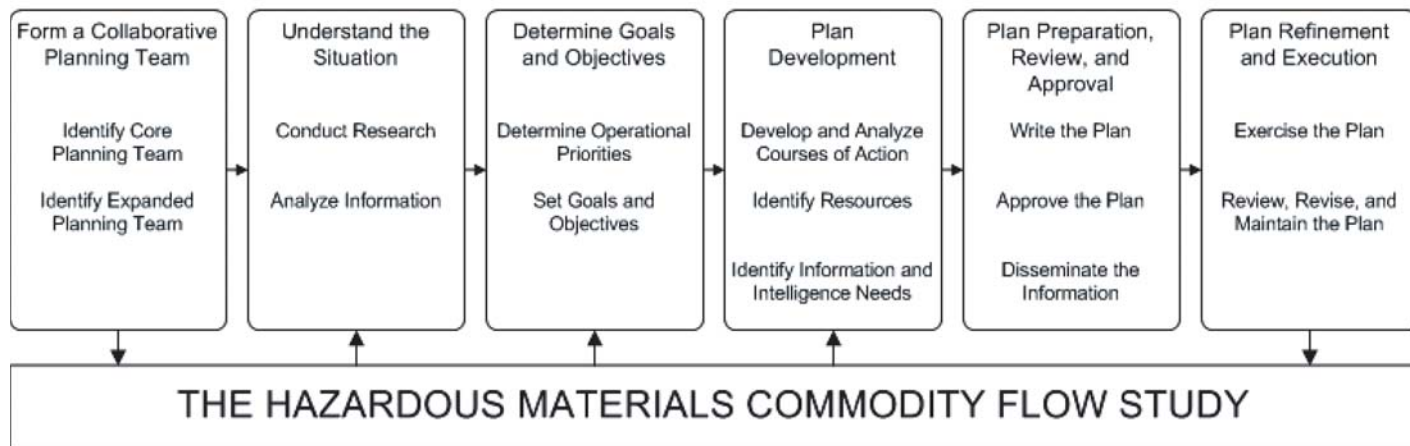 Form a Collaborative
Planning Team
Identify Core
Planning Team
Identify Expanded
Planning Team
Understand the
Situation
Conduct Research
Analyze Information
Determine Goals
and Objectives
Determine Operational
Priorities
Set Goals and
Objectives
Plan
Development
Develop and Analyze
Courses of Action
Identify Resources
Identify Information and
Intelligence Needs
Plan Preparation,
Review, and
Approval
Write the Plan
Approve the Plan
Disseminate the
Information
Plan Refinement
and Execution
Exercise the Plan
Review, Revise, and
Maintain the Plan
THE HAZARDOUS MATERIALS COMMODITY FLOW STUDY